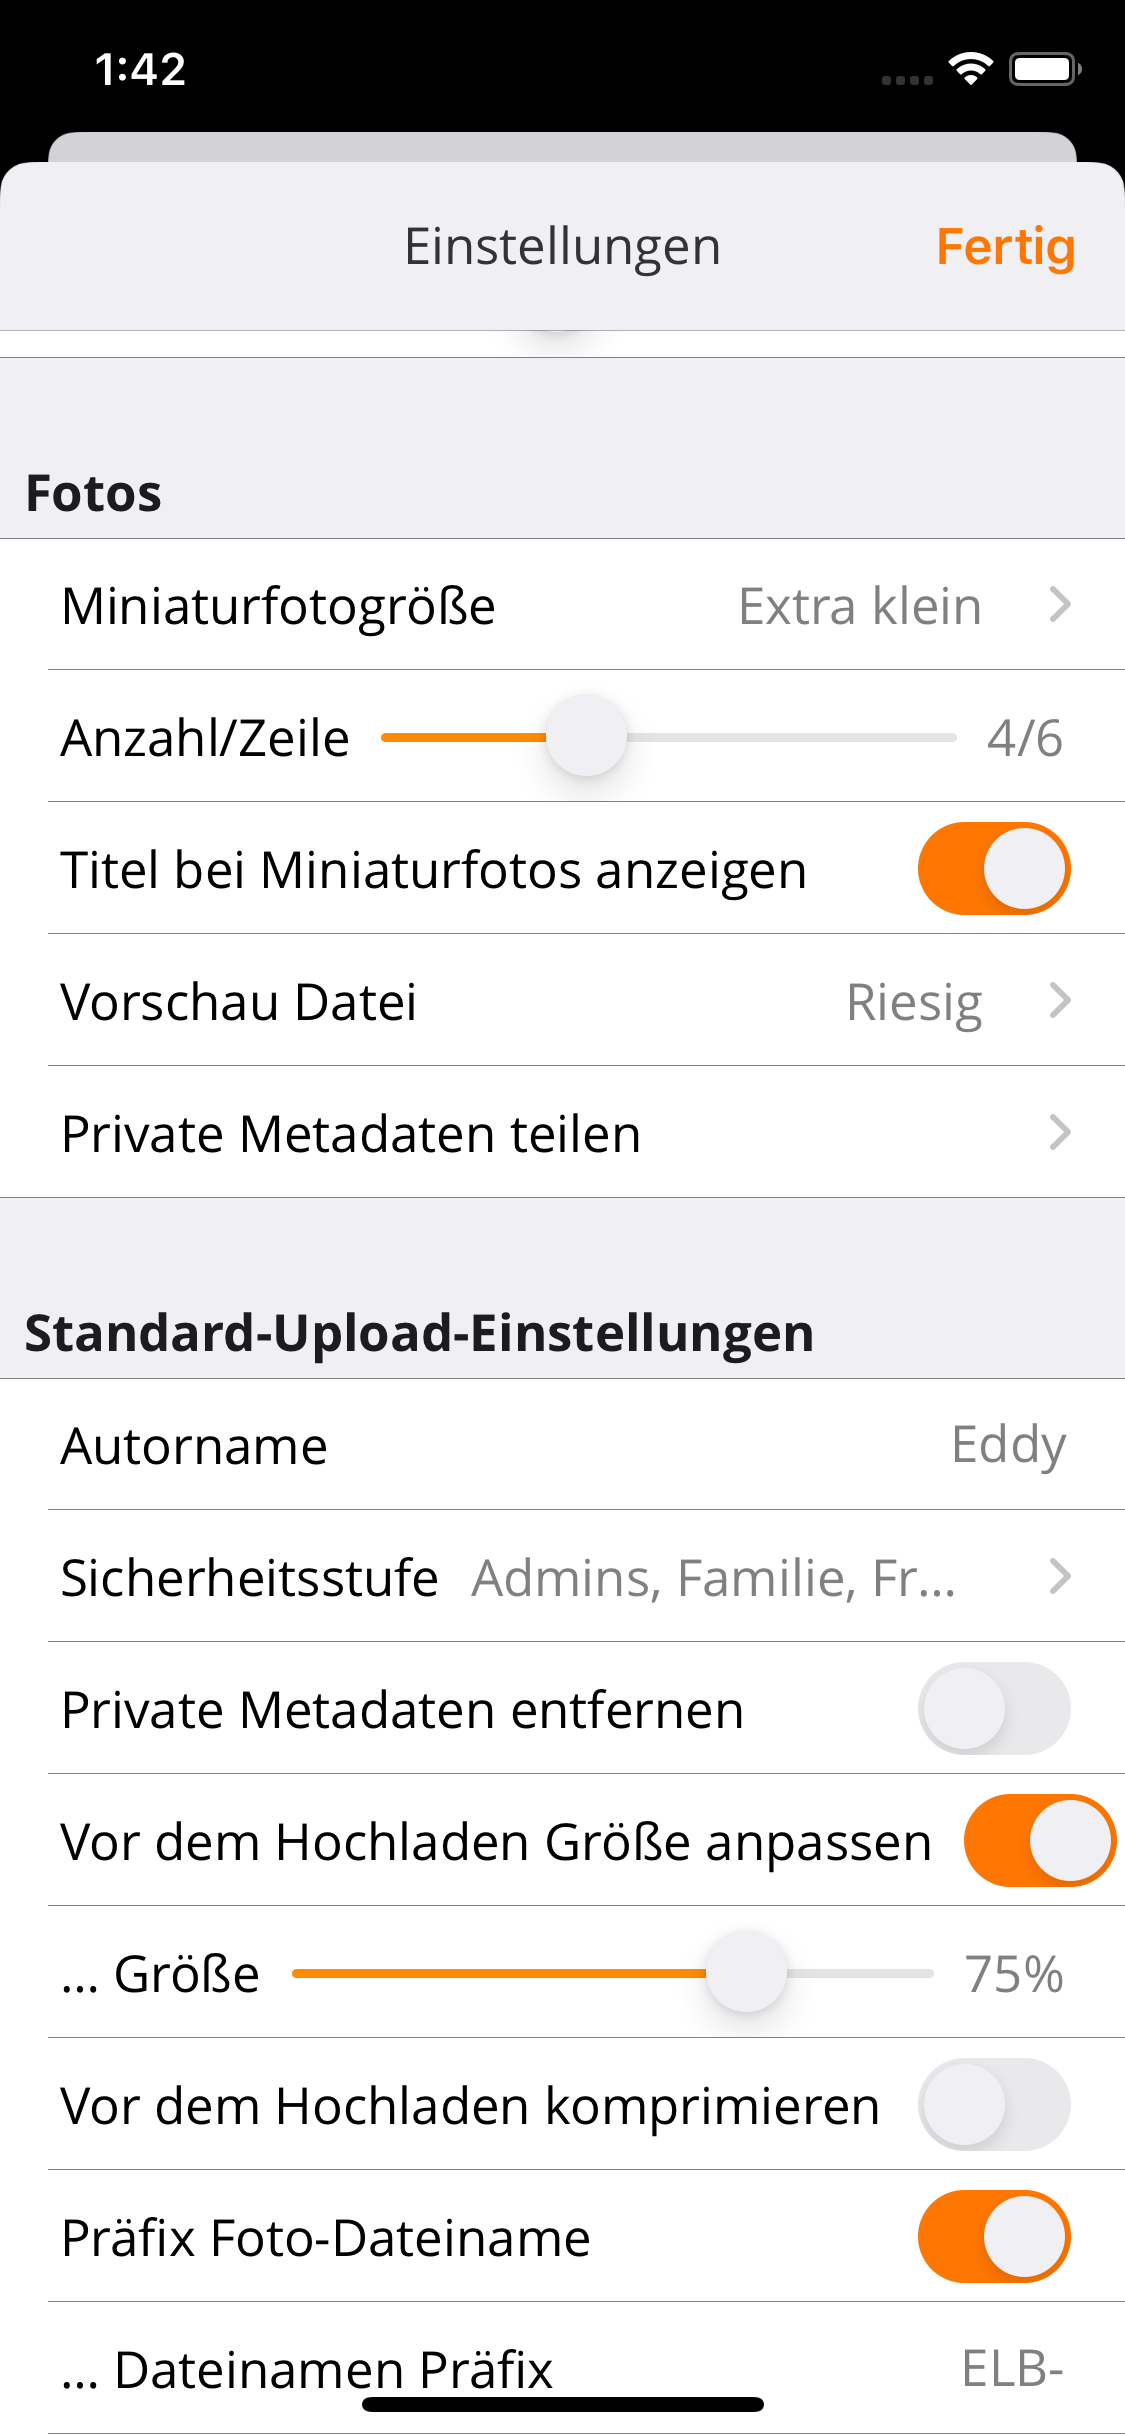 1:42
Einstellungen
Fertig
Fotos
Miniaturfotogröße Extra klein
Anzahl/Zeile 4/6
Titel bei Miniaturfotos anzeigen
Vorschau Datei Riesig
Private Metadaten teilen
Standard-Upload-Einstellungen
Autorname Eddy
Sicherheitsstufe Admins, Familie, Fr...
Private Metadaten entfernen
Vor dem Hochladen Größe anpassen
... Größe 75%
Vor dem Hochladen komprimieren
Präfix Foto-Dateiname
... Dateinamen Präfix ELB-